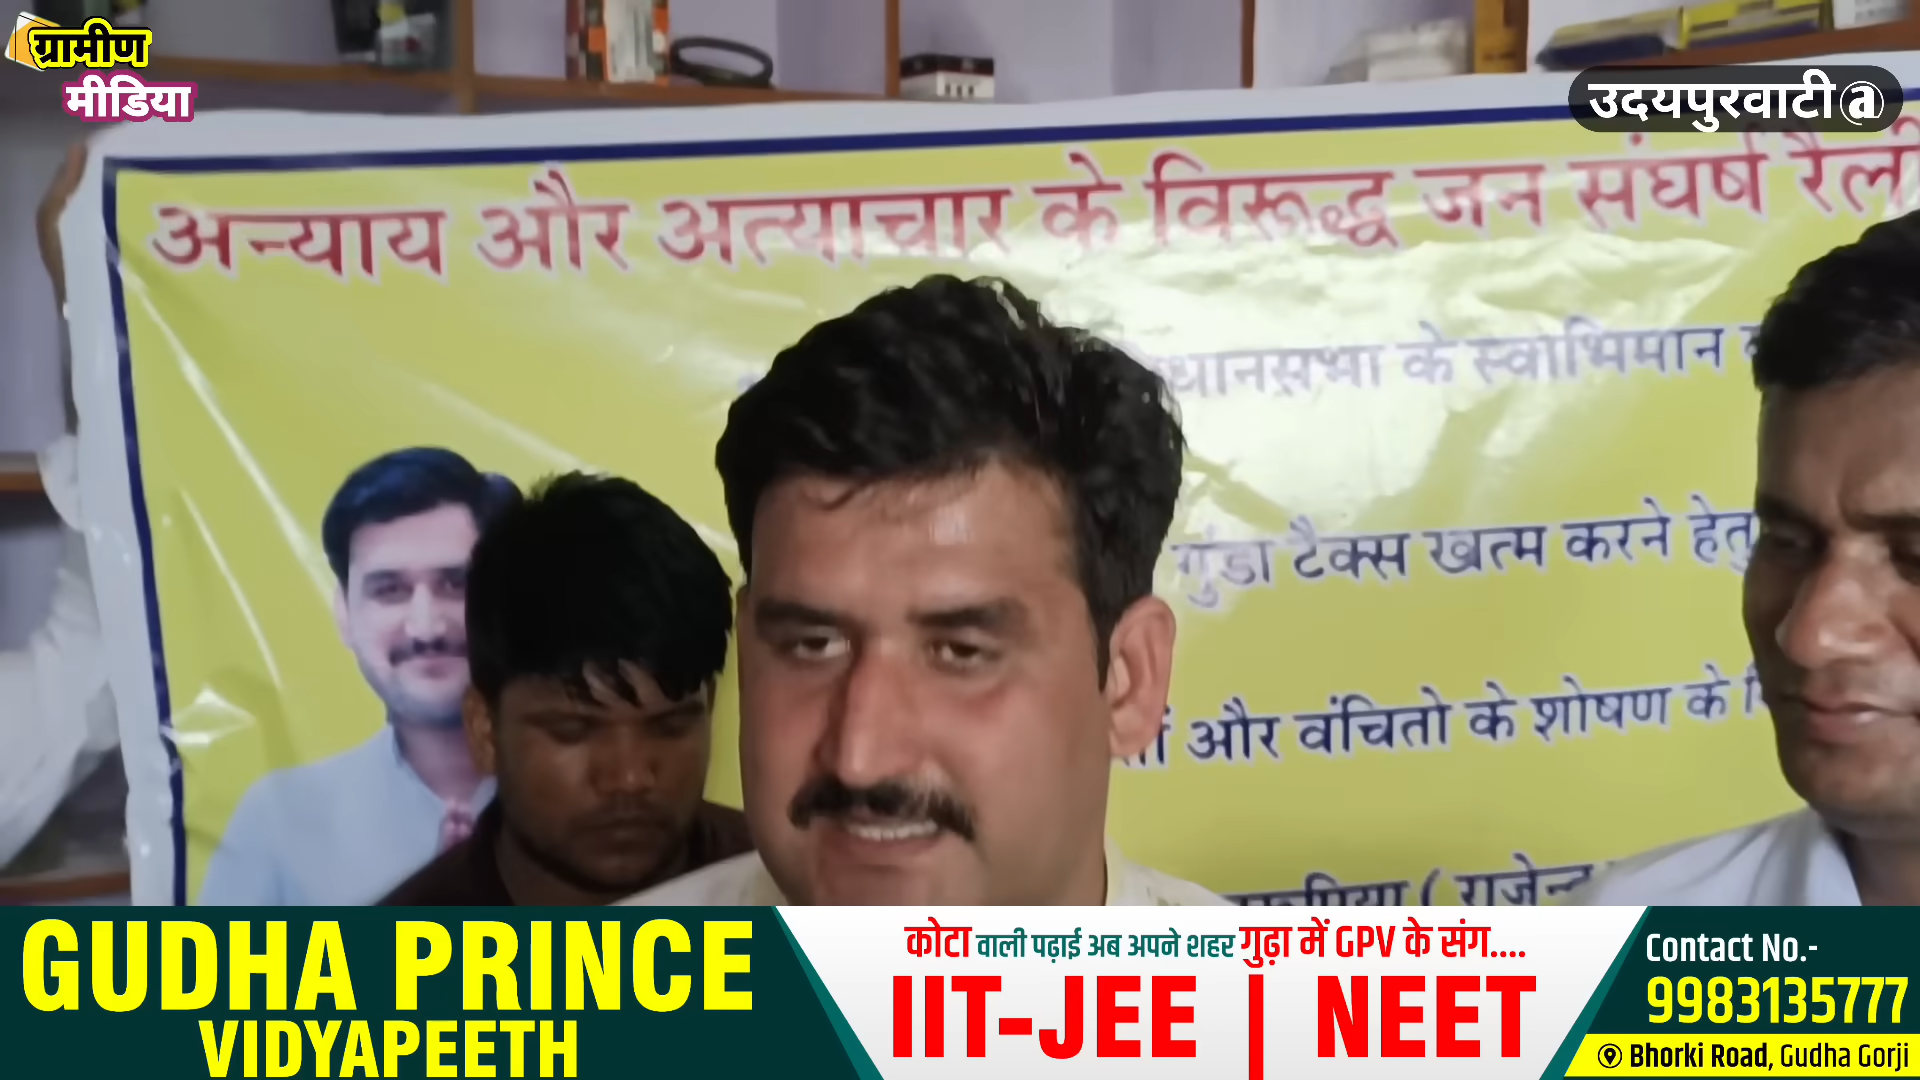 ग्रामीण
मीडिया
उदयपुरवाटी@
अन्याय और अत्याचार के विरूद्ध जन संघर्ष रैली
के स्वाभिमान
गुंडा टैक्स खत्म करने हेतु
और वंचितो के शोषण के
GUDHA PRINCE
VIDYAPEETH
कोटा वाली पढ़ाई अब अपने शहर गुढ़ा में GPV के संग....
IIT-JEE | NEET
Contact No.-
9983135777
Bhorki Road, Gudha Gorji